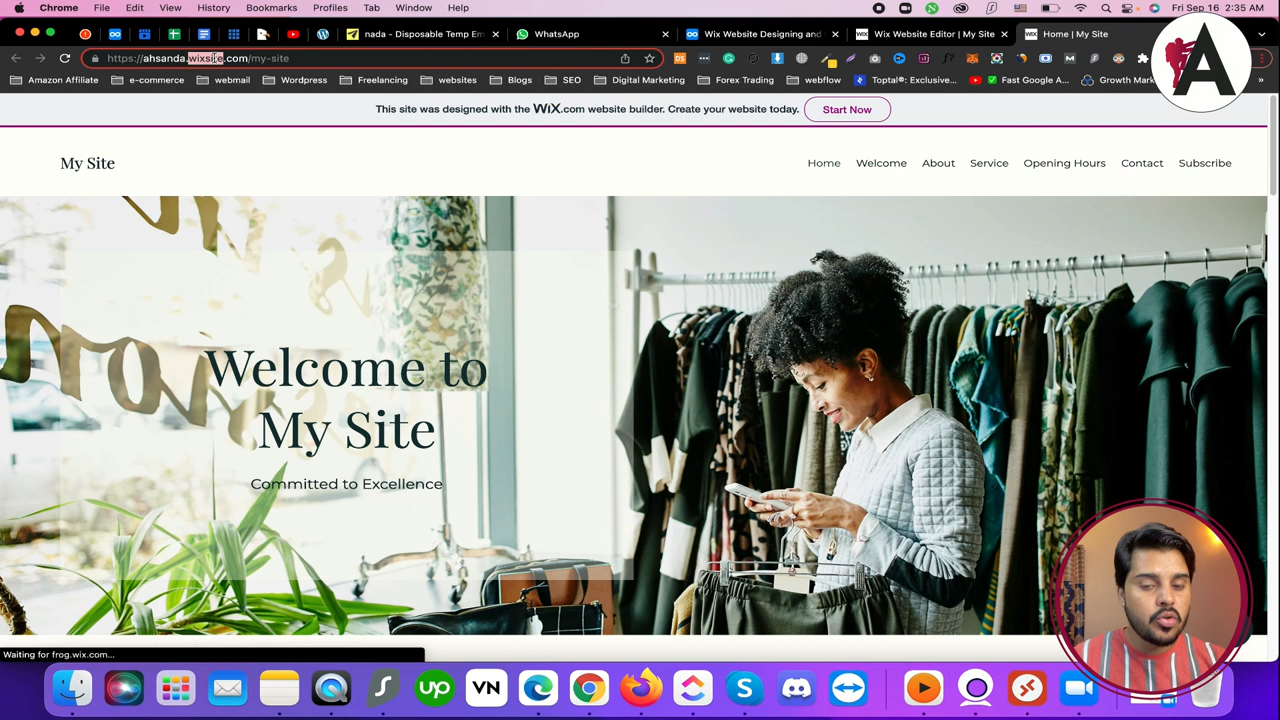 Chrome File Edit View History Bookmarks Profiles Tab Window Help
Fri Sep 16 2:35 AM
nada - Disposable Temp Em
WhatsApp
Wix Website Designing and
Wix Website Editor | My Site
Home | My Site
https://ahsanda.wixsite.com/my-site
Amazon Affiliate e-commerce webmail Wordpress Freelancing websites Blogs SEO Digital Marketing Forex Trading webflow Toptal®: Exclusive... Fast Google A... Growth Mark
A
This site was designed with the WiX.com website builder. Create your website today. Start Now
My Site
Home Welcome About Service Opening Hours Contact Subscribe
Welcome to
My Site
Committed to Excellence
Waiting for frog.wix.com...
up
VN